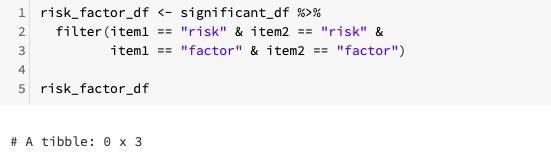 1 risk_factor_df <- significant_df %>%
2   filter(item1 == "risk" & item2 == "risk" &
3          item1 == "factor" & item2 == "factor")
4
5 risk_factor_df
# A tibble: 0 x 3